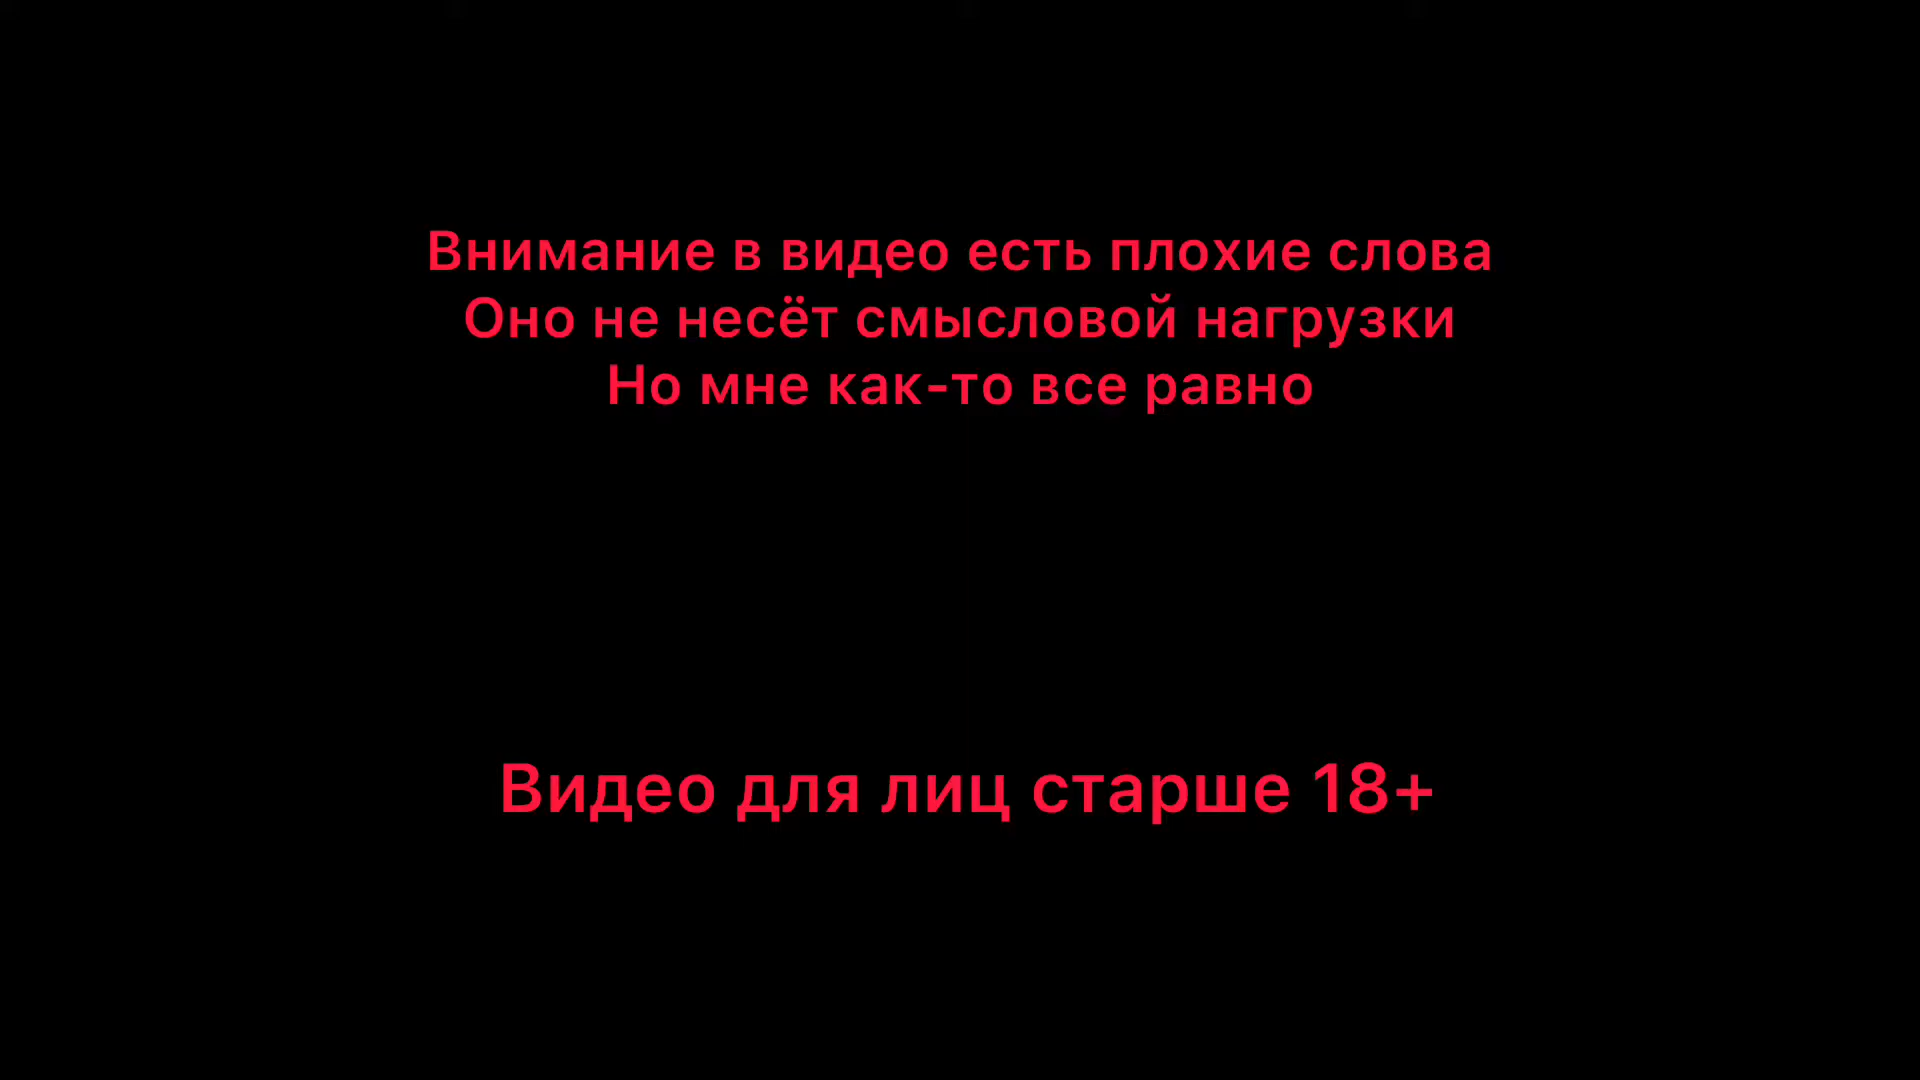 Внимание в видео есть плохие слова
Оно не несёт смысловой нагрузки
Но мне как-то все равно
Видео для лиц старше 18+